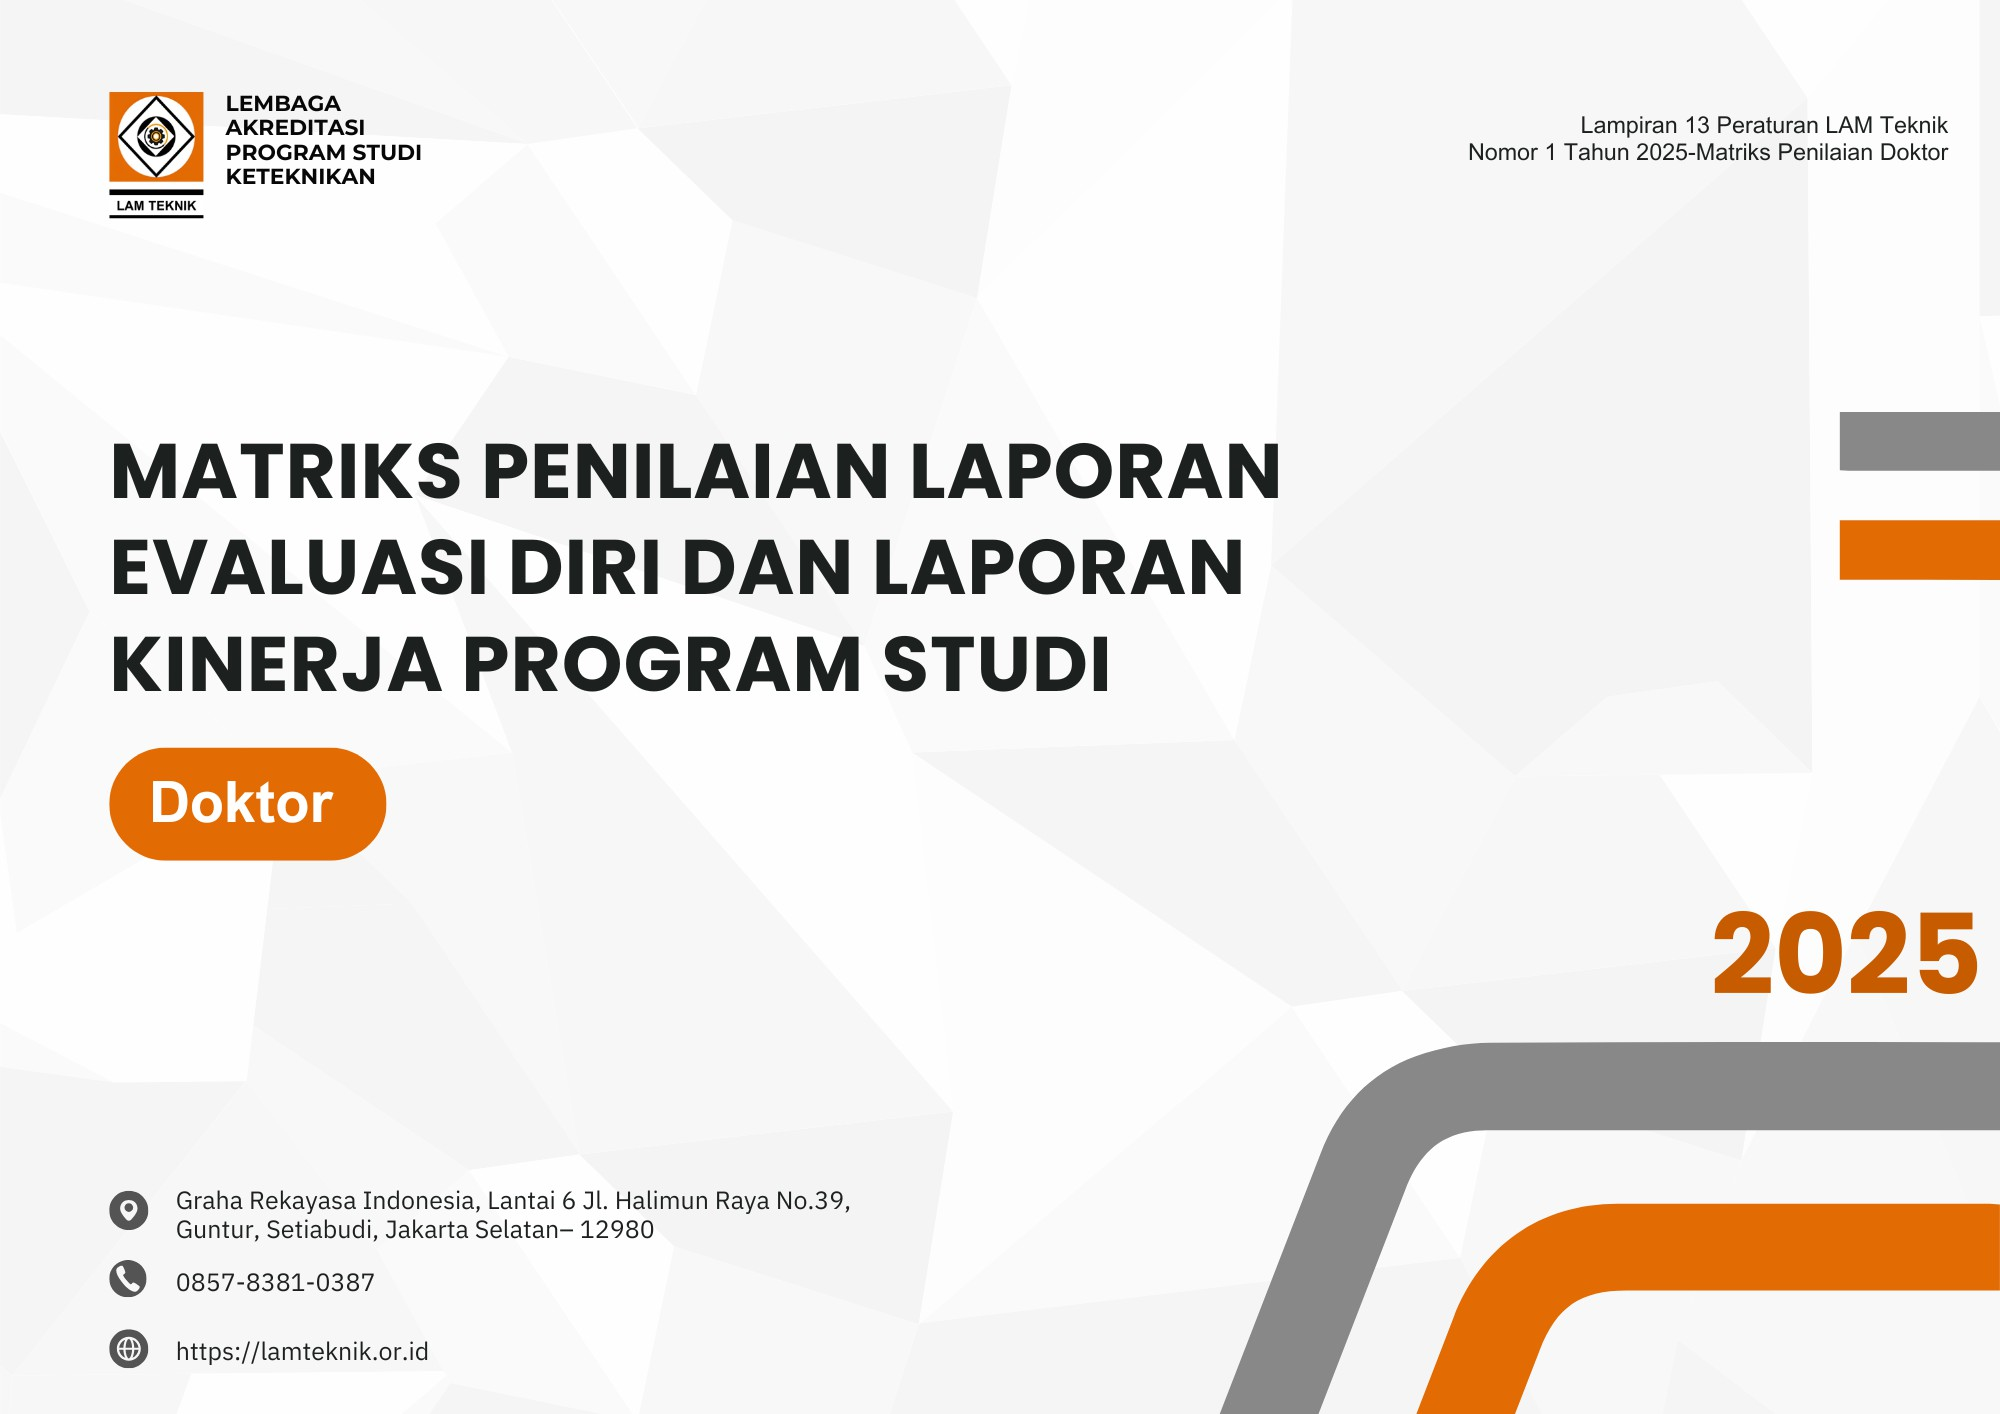 LEMBAGA
AKREDITASI
PROGRAM STUDI
KETEKNIKAN
LAM TEKNIK
Lampiran 13 Peraturan LAM Teknik
Nomor 1 Tahun 2025-Matriks Penilaian Doktor
MATRIKS PENILAIAN LAPORAN
EVALUASI DIRI DAN LAPORAN
KINERJA PROGRAM STUDI
Doktor
2025
Graha Rekayasa Indonesia, Lantai 6 Jl. Halimun Raya No.39,
Guntur, Setiabudi, Jakarta Selatan– 12980
0857-8381-0387
https://lamteknik.or.id